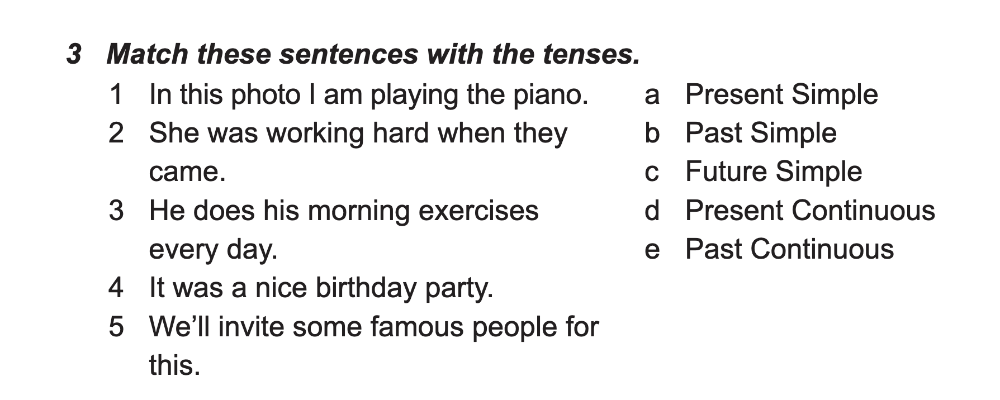 3 Match these sentences with the tenses.
1 In this photo I am playing the piano. a Present Simple
2 She was working hard when they b Past Simple
came. c Future Simple
3 He does his morning exercises d Present Continuous
every day. e Past Continuous
4 It was a nice birthday party.
5 We’ll invite some famous people for
this.